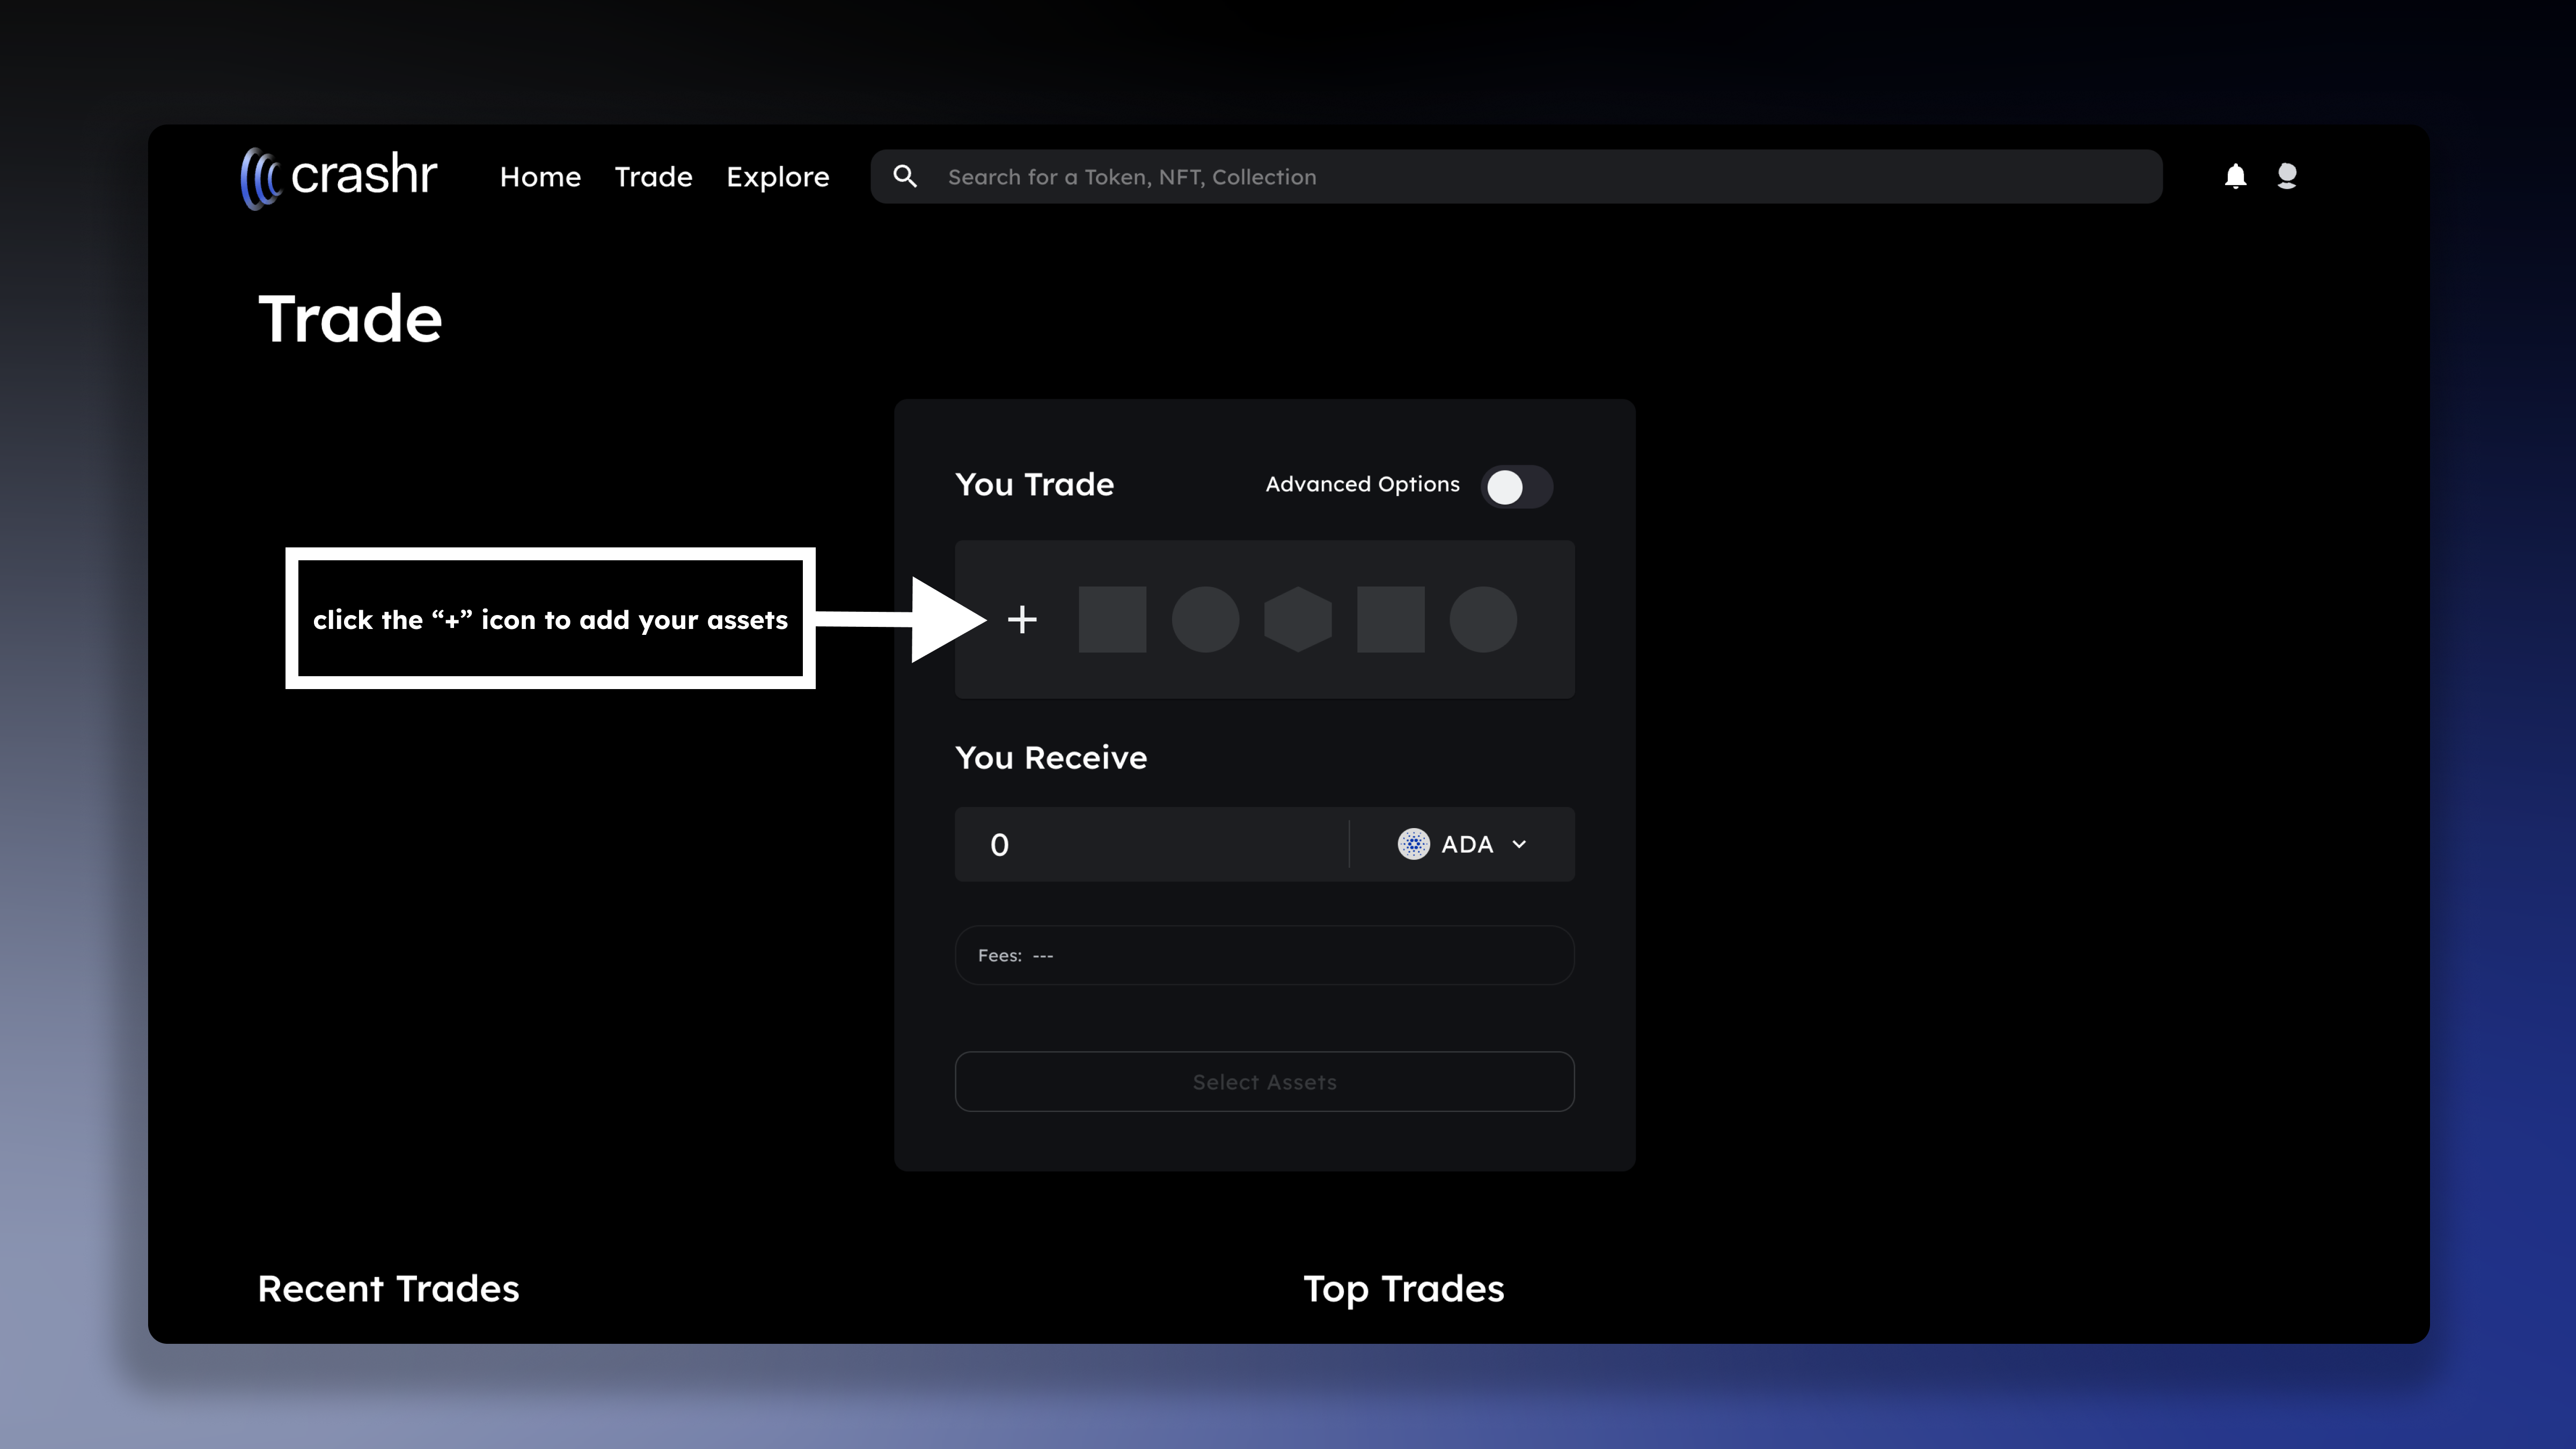 crashr
Home Trade Explore
Search for a Token, NFT, Collection
Trade
You Trade
Advanced Options
click the “+” icon to add your assets
You Receive
0
ADA
Fees: ---
Select Assets
Recent Trades
Top Trades